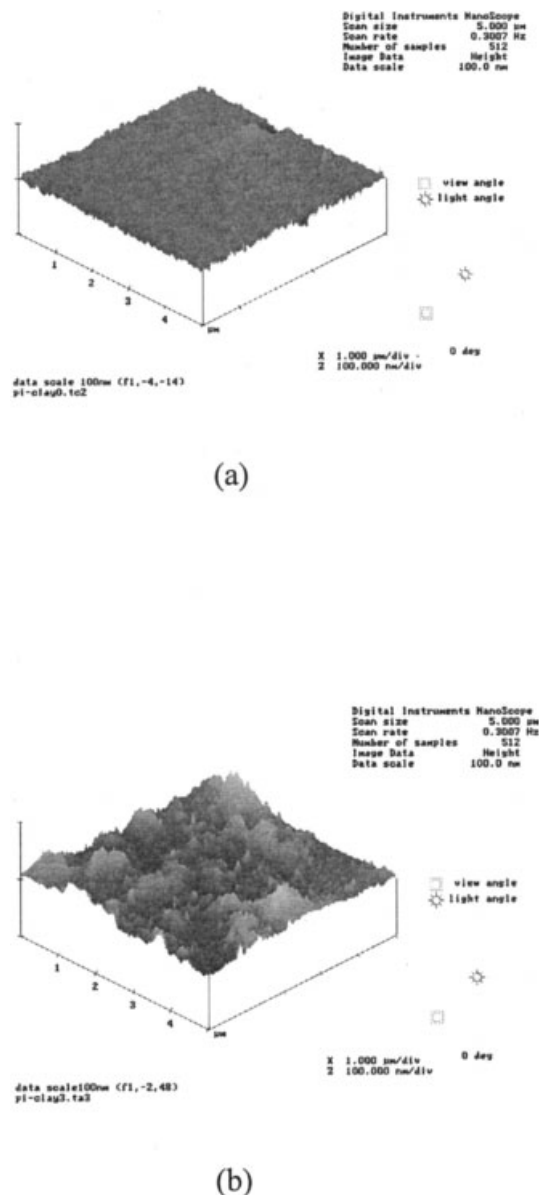 Digital Instruments NanoScope
Scan size 5.000 µm
Scan rate 0.3007 Hz
Number of samples 512
Image Data Height
Data scale 100.0 nm
view angle
light angle
1
2
3
4
µm
X 1.000 µm/div
Z 100.000 nm/div
0 deg
data scale 100nm (f1,-4,-14)
pi-clay0.tc2
(a)
Digital Instruments NanoScope
Scan size 5.000 µm
Scan rate 0.3007 Hz
Number of samples 512
Image Data Height
Data scale 100.0 nm
view angle
light angle
1
2
3
4
µm
X 1.000 µm/div
Z 100.000 nm/div
0 deg
data scale100nm (f1,-2,48)
pi-clay3.ta3
(b)